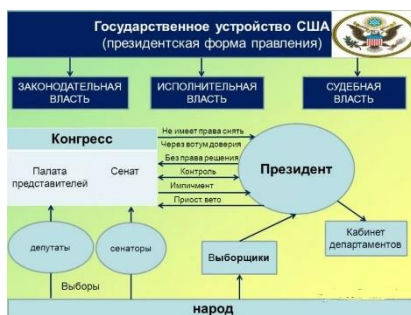 Государственное устройство США
(президентская форма правления)
ЗАКОНОДАТЕЛЬНАЯ
ВЛАСТЬ
ИСПОЛНИТЕЛЬНАЯ
ВЛАСТЬ
СУДЕБНАЯ
ВЛАСТЬ
Конгресс
Палата
представителей
Сенат
Не имеет права снять
Через вотум доверия
Без права решения
Контроль
Импичмент
Приост. вето
Президент
депутаты
сенаторы
Выборщики
Кабинет
департаментов
Выборы
народ